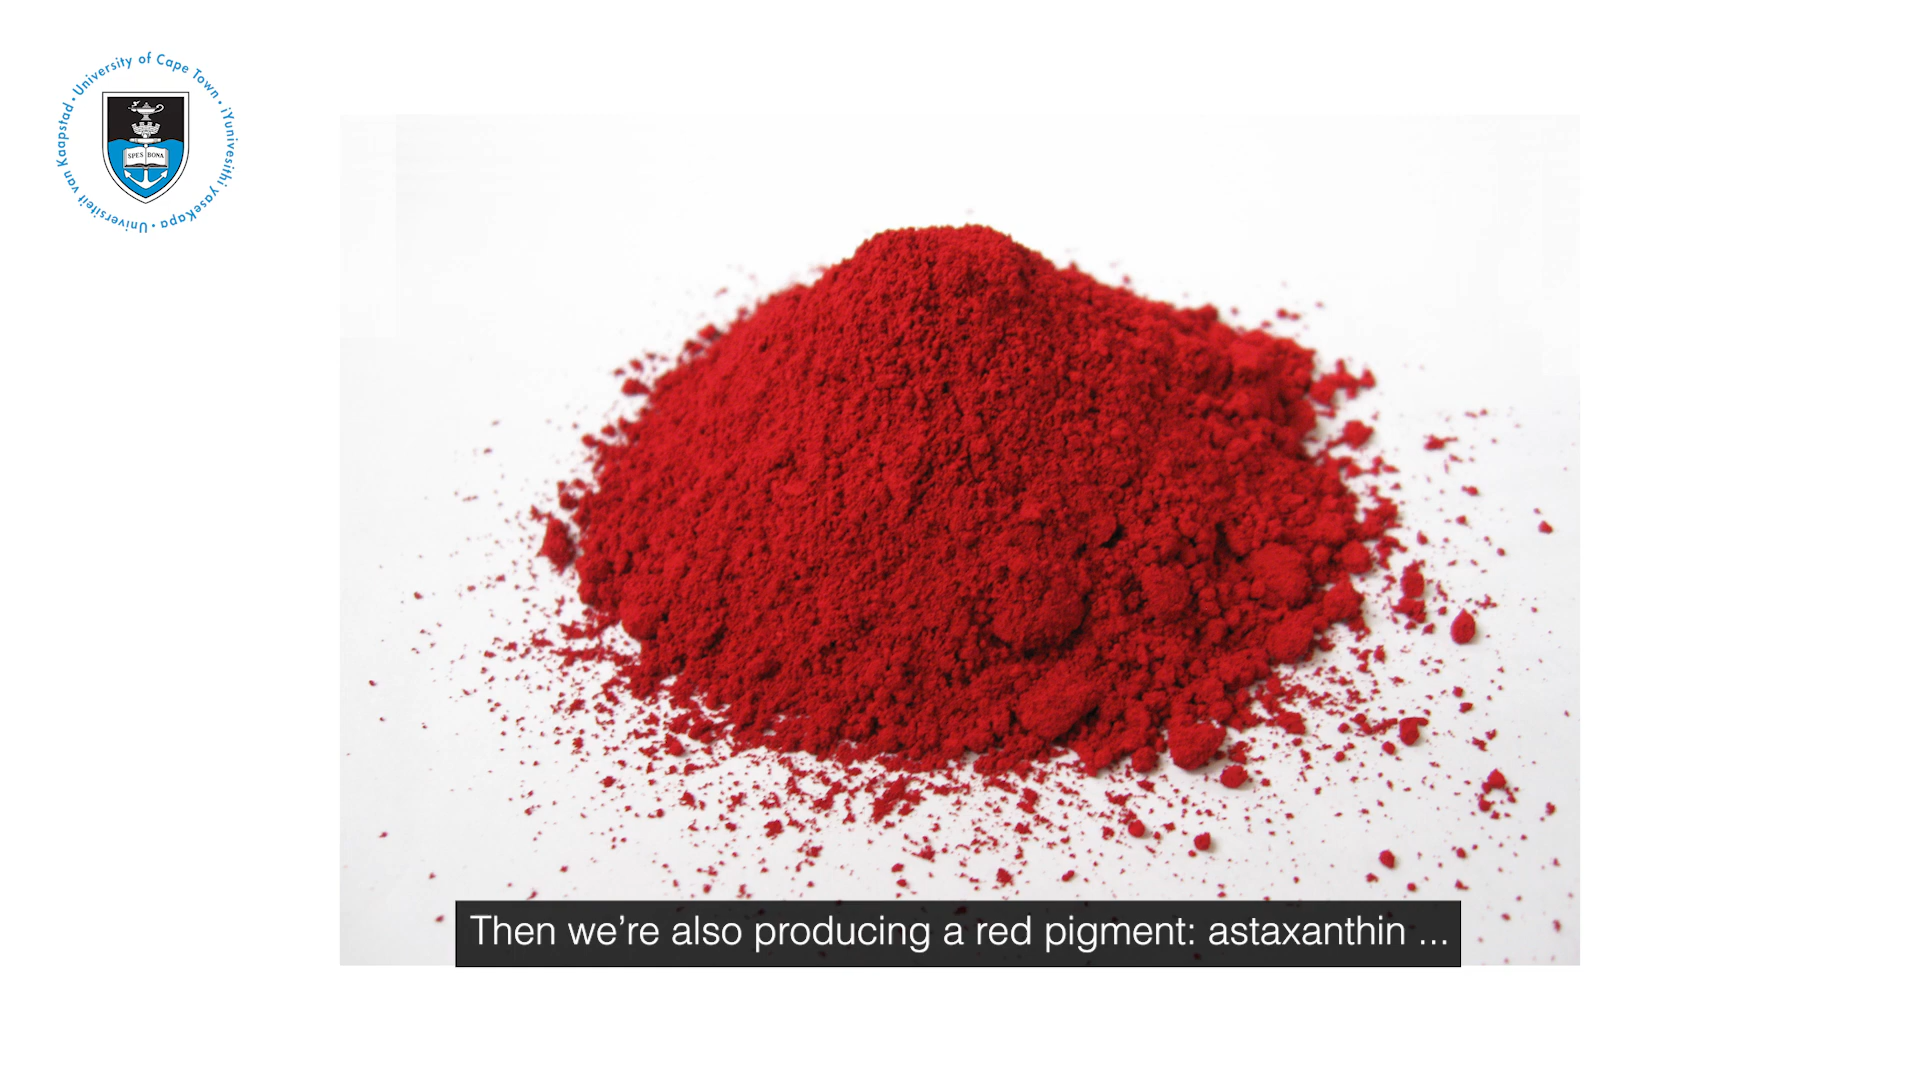 University of Cape Town • iYunivesithi yaseKapa • Universiteit van Kaapstad •
SPES BONA
Then we’re also producing a red pigment: astaxanthin ...